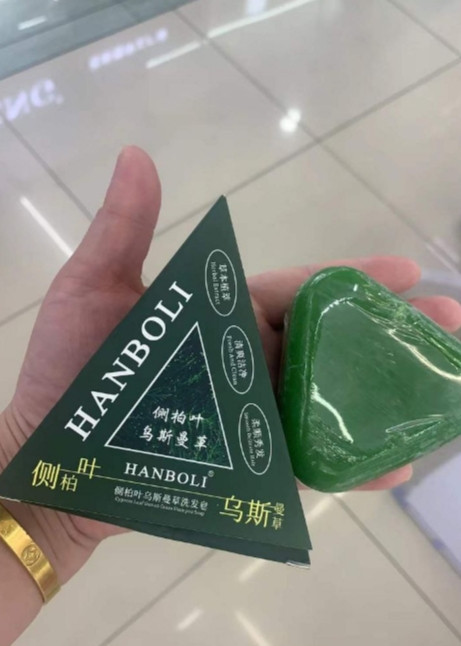 HANBOLI
草本植萃
Herbal Extract
清爽洁净
Fresh And Clean
柔顺秀发
侧柏叶
乌斯曼草
HANBOLI©
侧柏叶
侧柏叶乌斯曼草洗发皂
乌斯曼草